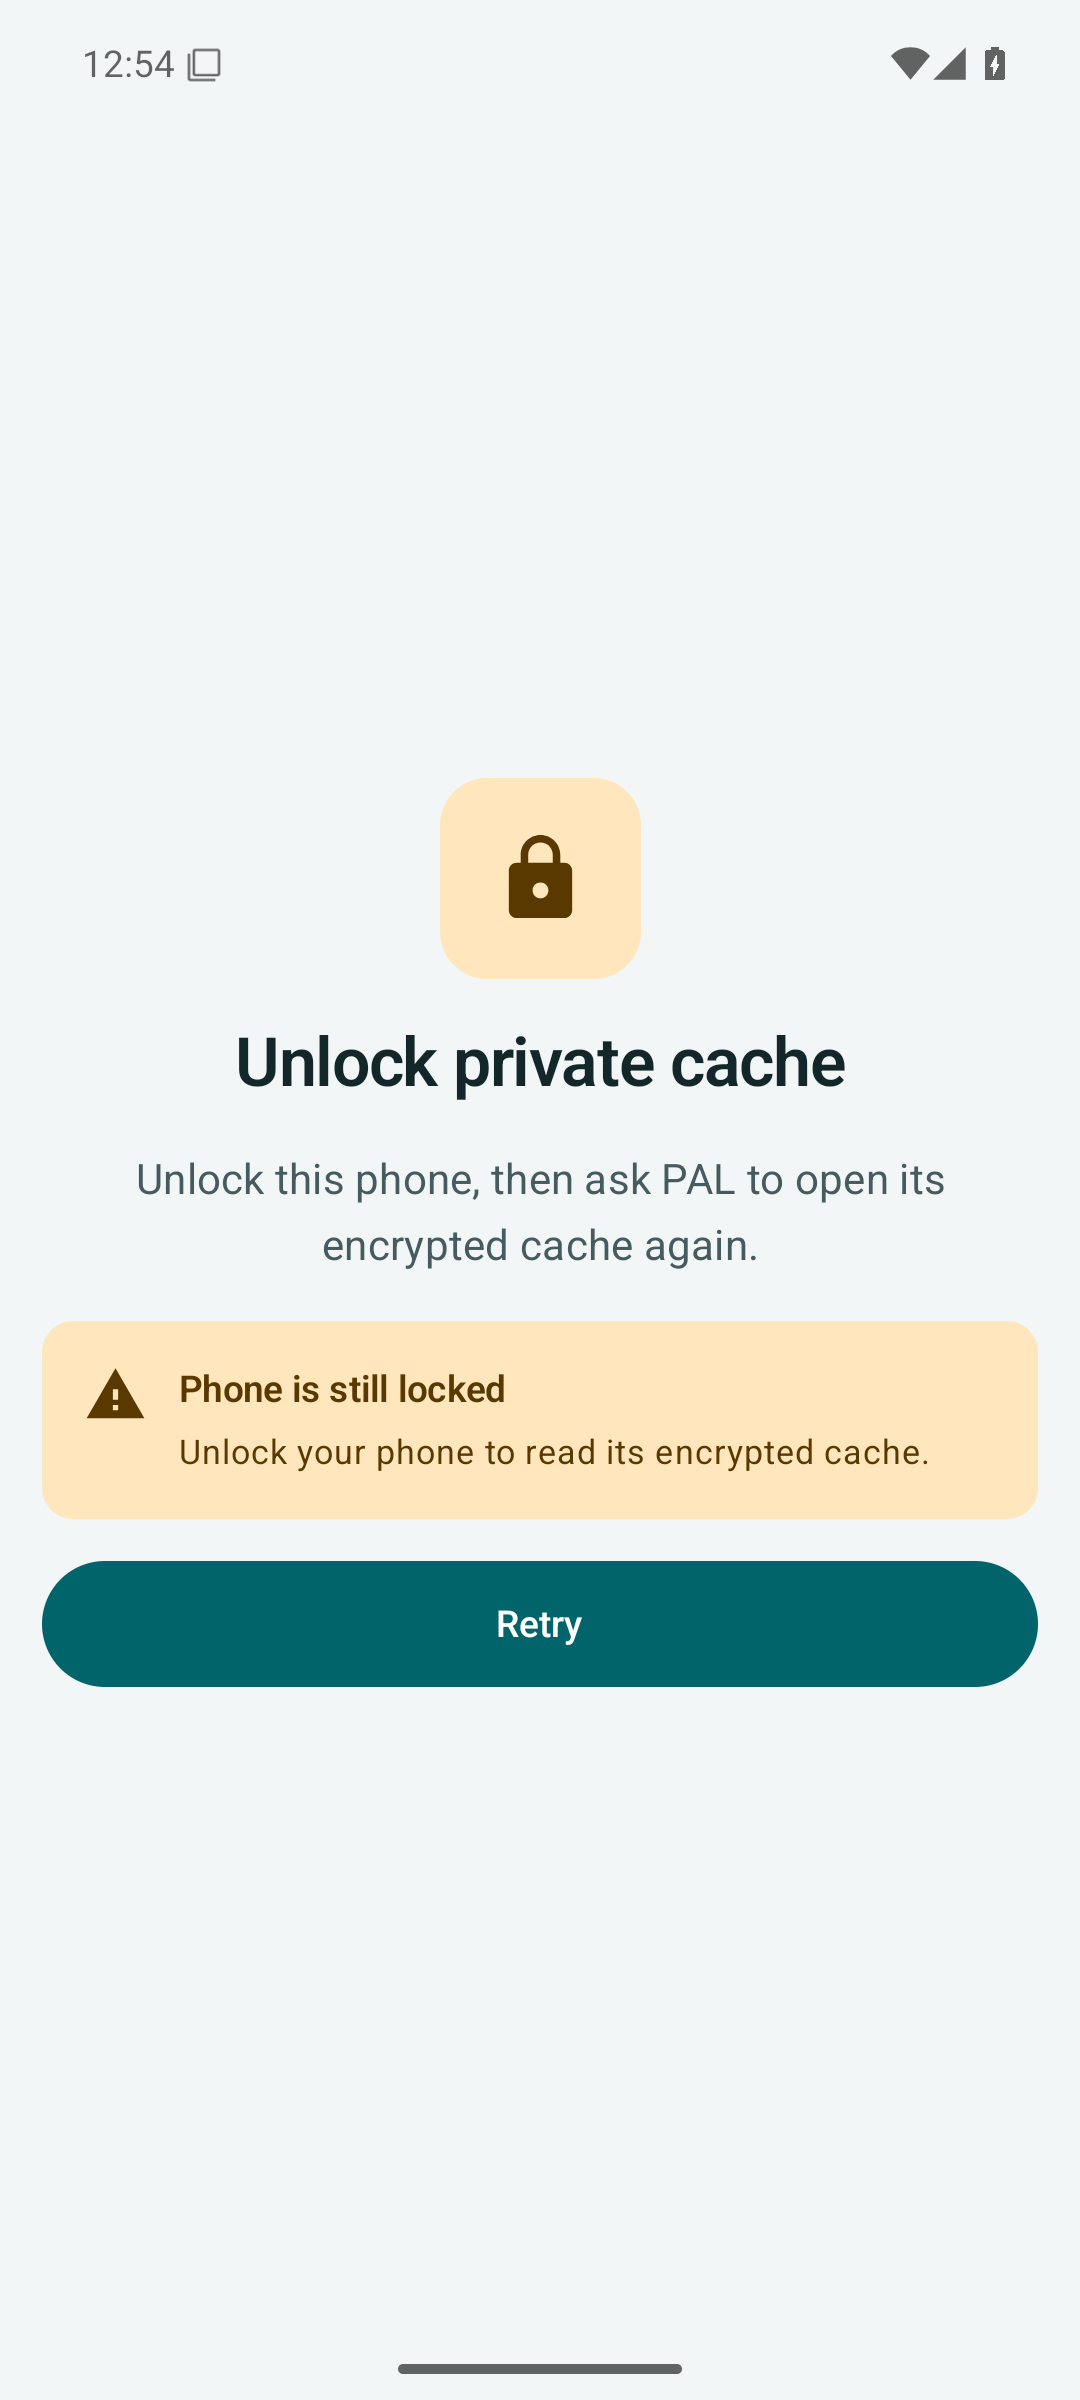 12:54
Unlock private cache
Unlock this phone, then ask PAL to open its
encrypted cache again.
Phone is still locked
Unlock your phone to read its encrypted cache.
Retry